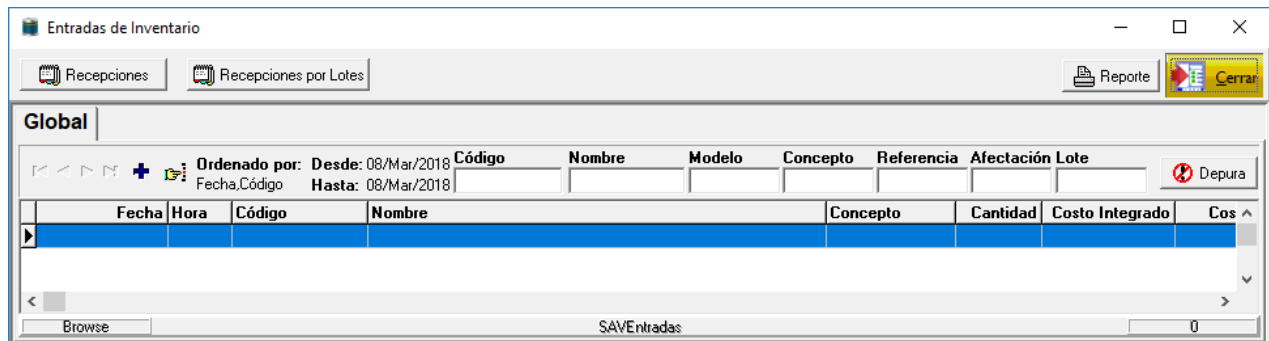 Entradas de Inventario
Recepciones Recepciones por Lotes Reporte Cerrar
Global
Ordenado por: Desde: 08/Mar/2018 Código Nombre Modelo Concepto Referencia Afectación Lote
Fecha,Código Hasta: 08/Mar/2018 Depura
Fecha Hora Código Nombre Concepto Cantidad Costo Integrado Cos
Browse SAVEntradas 0